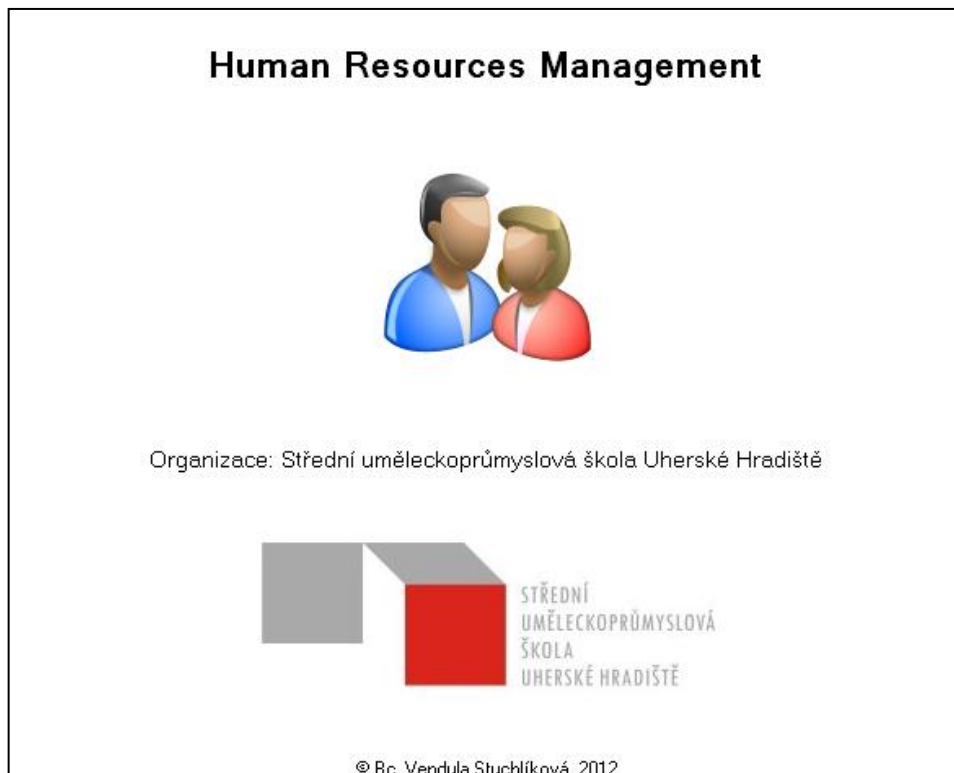 Human Resources Management
Organizace: Střední uměleckoprůmyslová škola Uherské Hradiště
STŘEDNÍ
UMĚLECKOPRŮMYSLOVÁ
ŠKOLA
UHERSKÉ HRADIŠTĚ
© Bc. Vendula Stuchlíková, 2012